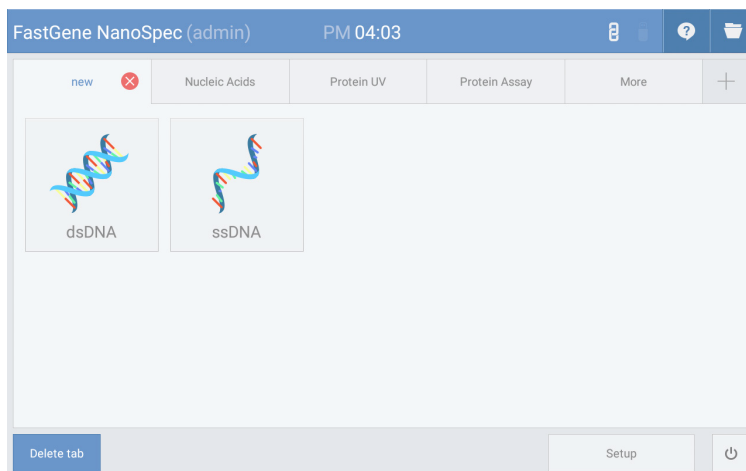 FastGene NanoSpec (admin) PM 04:03
new Nucleic Acids Protein UV Protein Assay More
dsDNA ssDNA
Delete tab Setup